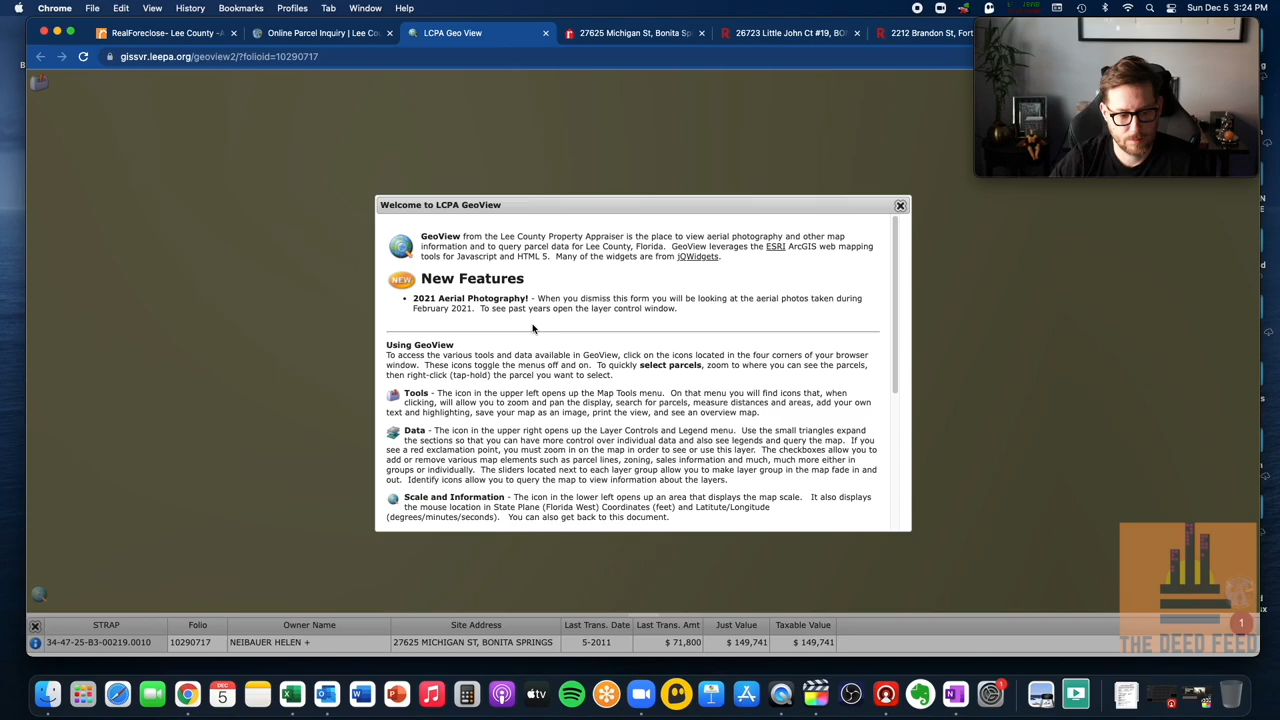 Chrome File Edit View History Bookmarks Profiles Tab Window Help
Sun Dec 5 3:24 PM
RealForeclose- Lee County -A
Online Parcel Inquiry | Lee Cou
LCPA Geo View
27625 Michigan St, Bonita Sp
26723 Little John Ct #19, BON
2212 Brandon St, Fort
gissvr.leepa.org/geoview2/?folioid=10290717
Welcome to LCPA GeoView
GeoView from the Lee County Property Appraiser is the place to view aerial photography and other map
information and to query parcel data for Lee County, Florida. GeoView leverages the ESRI ArcGIS web mapping
tools for Javascript and HTML 5. Many of the widgets are from jQWidgets.
NEW New Features
• 2021 Aerial Photography! - When you dismiss this form you will be looking at the aerial photos taken during
February 2021. To see past years open the layer control window.
Using GeoView
To access the various tools and data available in GeoView, click on the icons located in the four corners of your browser
window. These icons toggle the menus off and on. To quickly select parcels, zoom to where you can see the parcels,
then right-click (tap-hold) the parcel you want to select.
Tools - The icon in the upper left opens up the Map Tools menu. On that menu you will find icons that, when
clicking, will allow you to zoom and pan the display, search for parcels, measure distances and areas, add your own
text and highlighting, save your map as an image, print the view, and see an overview map.
Data - The icon in the upper right opens up the Layer Controls and Legend menu. Use the small triangles expand
the sections so that you can have more control over individual data and also see legends and query the map. If you
see a red exclamation point, you must zoom in on the map in order to see or use this layer. The checkboxes allow you to
add or remove various map elements such as parcel lines, zoning, sales information and much, much more either in
groups or individually. The sliders located next to each layer group allow you to make layer group in the map fade in and
out. Identify icons allow you to query the map to view information about the layers.
Scale and Information - The icon in the lower left opens up an area that displays the map scale. It also displays
the mouse location in State Plane (Florida West) Coordinates (feet) and Latitute/Longitude
(degrees/minutes/seconds). You can also get back to this document.
STRAP Folio Owner Name Site Address Last Trans. Date Last Trans. Amt Just Value Taxable Value
34-47-25-B3-00219.0010 10290717 NEIBAUER HELEN + 27625 MICHIGAN ST, BONITA SPRINGS 5-2011 $ 71,800 $ 149,741 $ 149,741
1
THE DEED FEED
DEC
5
1